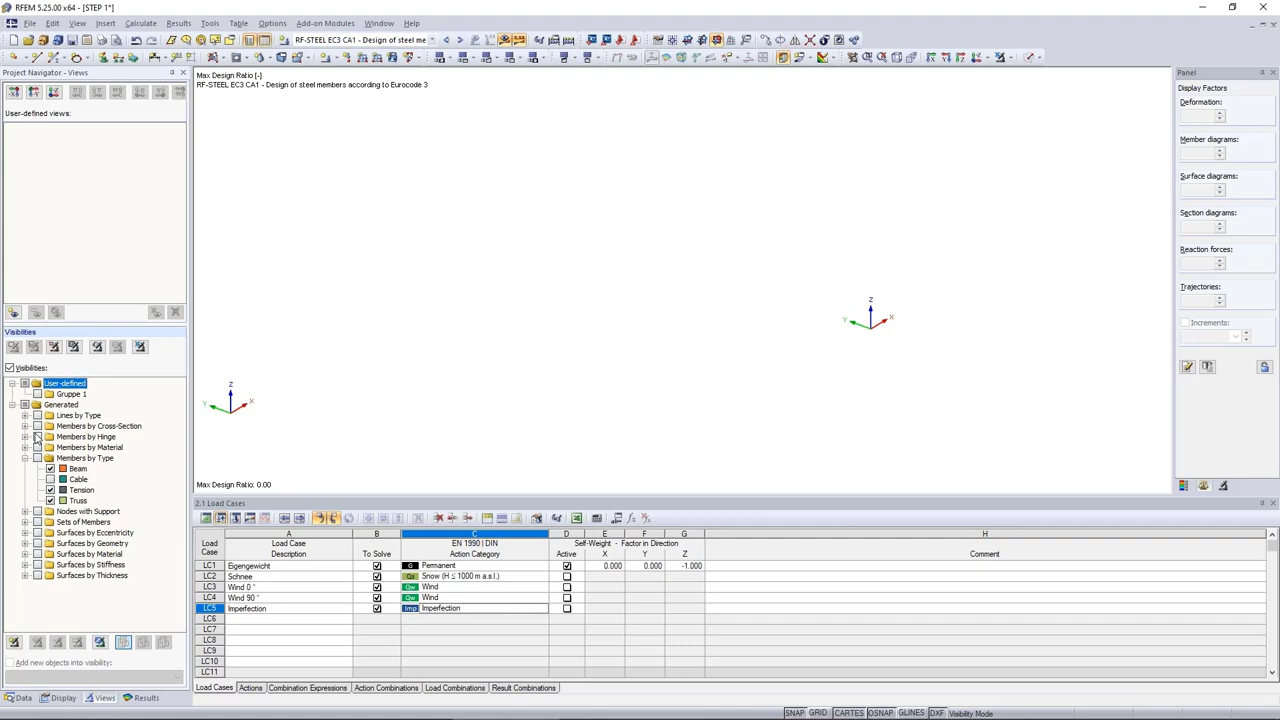 RFEM 5.25.00 x64 - [STEP 1*]
File Edit View Insert Calculate Results Tools Table Options Add-on Modules Window Help
RF-STEEL EC3 CA1 - Design of steel me
Project Navigator - Views
User-defined views:
Visibilities
Visibilities:
User-defined
Gruppe 1
Generated
Lines by Type
Members by Cross-Section
Members by Hinge
Members by Material
Members by Type
Beam
Cable
Tension
Truss
Nodes with Support
Sets of Members
Surfaces by Eccentricity
Surfaces by Geometry
Surfaces by Material
Surfaces by Stiffness
Surfaces by Thickness
Add new objects into visibility:
Data Display Views Results
Max Design Ratio [-]
RF-STEEL EC3 CA1 - Design of steel members according to Eurocode 3
Z
Y X
Z
Y X
Max Design Ratio: 0.00
Panel
Display Factors
Deformation:
Member diagrams:
Surface diagrams:
Section diagrams:
Reaction forces:
Trajectories:
Increments:
2.1 Load Cases
A B C D E F G H
Load Case Load Case EN 1990 | DIN Self-Weight - Factor in Direction
Description To Solve Action Category Active X Y Z Comment
LC1 Eigengewicht G Permanent 0.000 0.000 -1.000
LC2 Schnee Qs Snow (H ≤ 1000 m a.s.l.)
LC3 Wind 0 ° Qw Wind
LC4 Wind 90 ° Qw Wind
LC5 Imperfection Imp Imperfection
LC6
LC7
LC8
LC9
LC10
LC11
Load Cases Actions Combination Expressions Action Combinations Load Combinations Result Combinations
SNAP GRID CARTES OSNAP GLINES DXF Visibility Mode